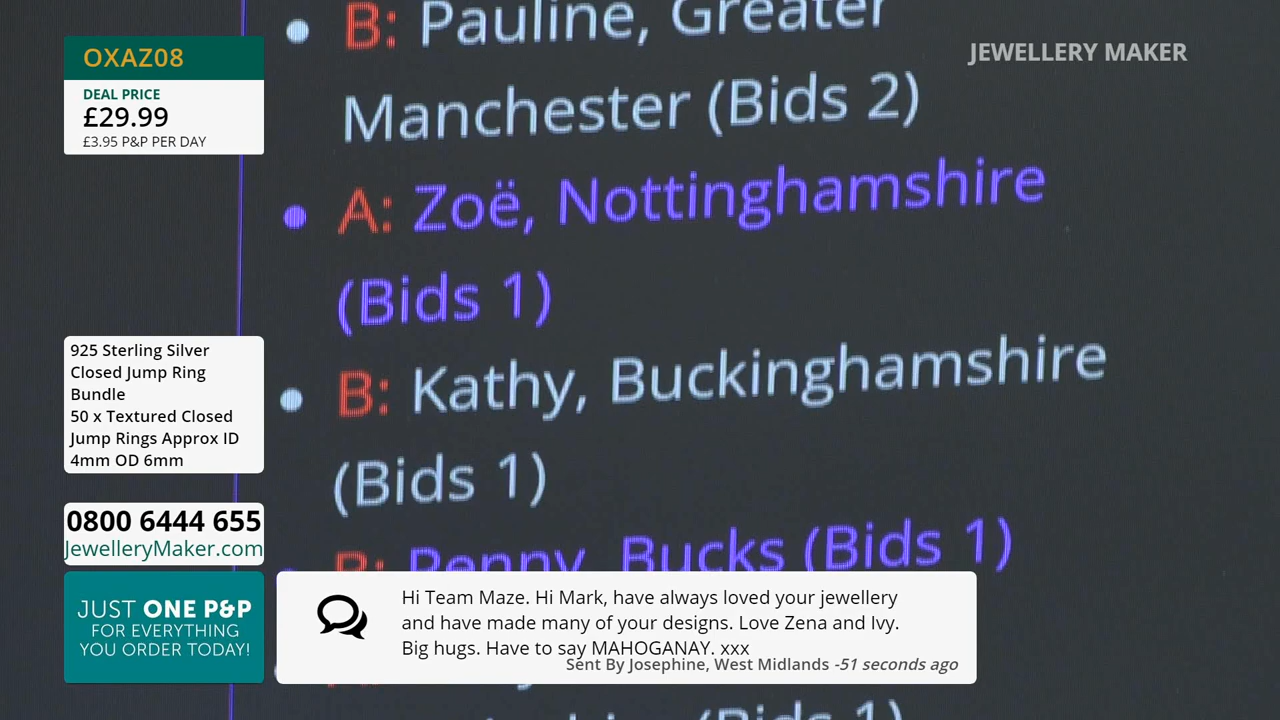 OXAZ08
DEAL PRICE
£29.99
£3.95 P&P PER DAY
JEWELLERY MAKER
B: Pauline, Greater
Manchester (Bids 2)
A: Zoë, Nottinghamshire
(Bids 1)
B: Kathy, Buckinghamshire
(Bids 1)
B: Penny, Bucks (Bids 1)
(Bids 1)
925 Sterling Silver
Closed Jump Ring
Bundle
50 x Textured Closed
Jump Rings Approx ID
4mm OD 6mm
0800 6444 655
JewelleryMaker.com
JUST ONE P&P
FOR EVERYTHING
YOU ORDER TODAY!
Hi Team Maze. Hi Mark, have always loved your jewellery
and have made many of your designs. Love Zena and Ivy.
Big hugs. Have to say MAHOGANAY. xxx
Sent By Josephine, West Midlands -51 seconds ago